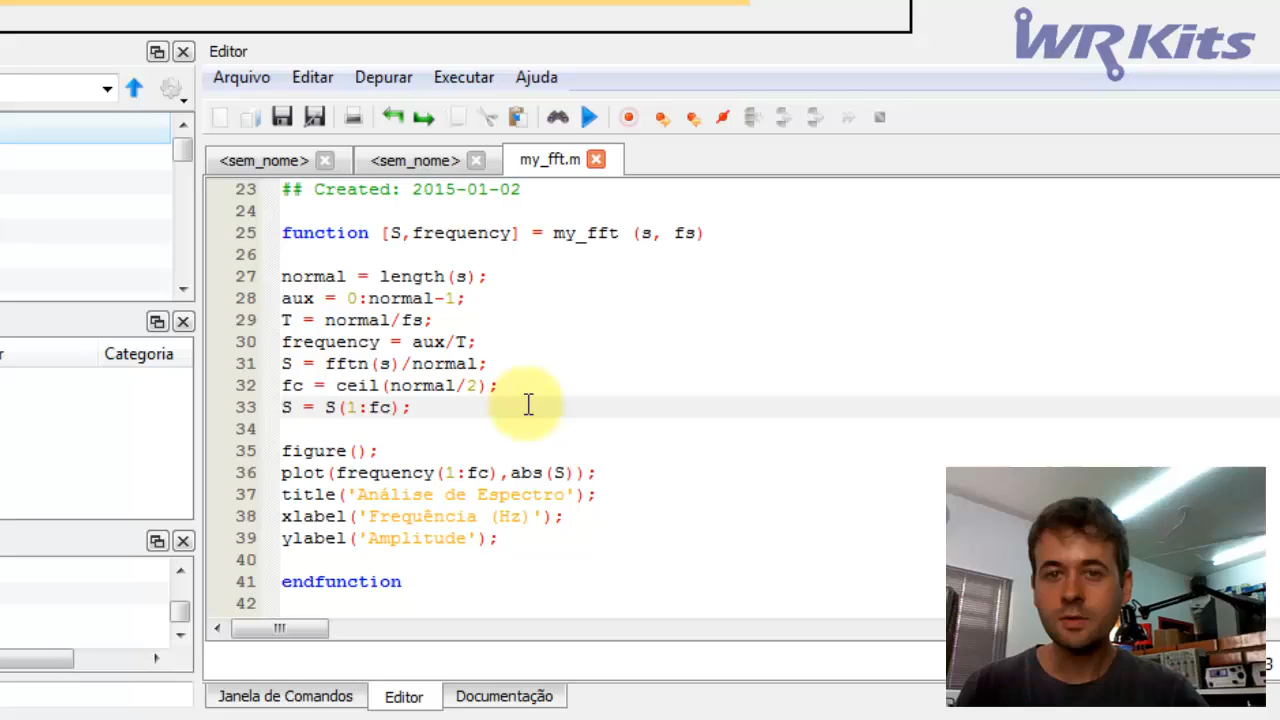 WR Kits
Editor
Arquivo Editar Depurar Executar Ajuda
<sem_nome> <sem_nome> my_fft.m
23 ## Created: 2015-01-02
24
25 function [S,frequency] = my_fft (s, fs)
26
27 normal = length(s);
28 aux = 0:normal-1;
29 T = normal/fs;
30 frequency = aux/T;
31 S = fftn(s)/normal;
32 fc = ceil(normal/2);
33 S = S(1:fc);
34
35 figure();
36 plot(frequency(1:fc),abs(S));
37 title('Análise de Espectro');
38 xlabel('Frequência (Hz)');
39 ylabel('Amplitude');
40
41 endfunction
42
Categoria
Janela de Comandos Editor Documentação